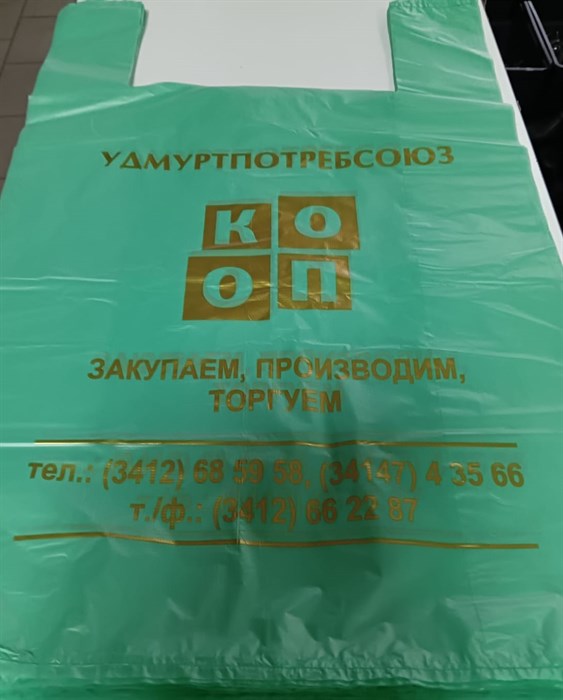 УДМУРТПОТРЕБСОЮЗ
КО
ОП
ЗАКУПАЕМ, ПРОИЗВОДИМ,
ТОРГУЕМ
тел.: (3412) 68 59 58, (34147) 4 35 66
т./ф.: (3412) 66 22 87